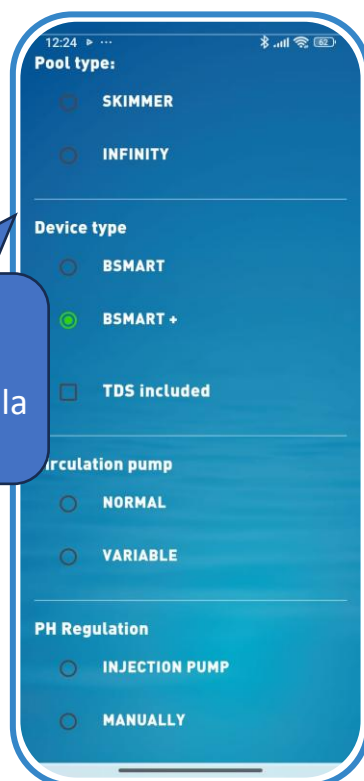 12:24
62
Pool type:
SKIMMER
INFINITY
Device type
BSMART
BSMART +
la
TDS included
irculation pump
NORMAL
VARIABLE
PH Regulation
INJECTION PUMP
MANUALLY